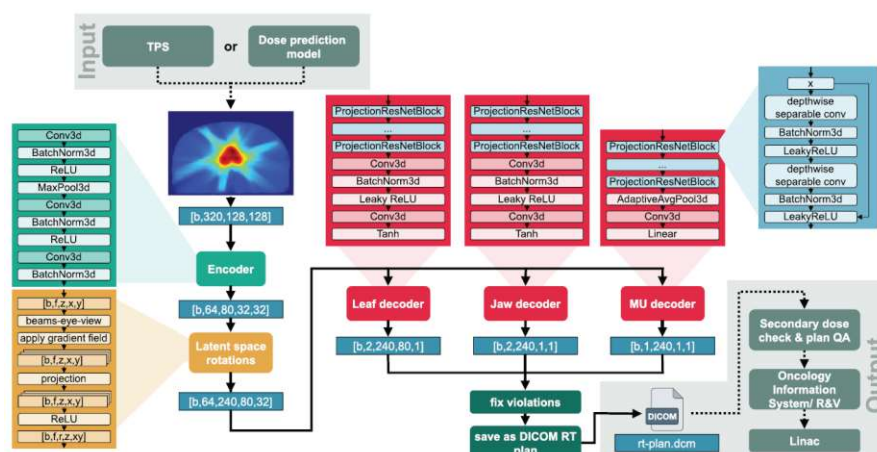 Input
TPS
or
Dose prediction
model
[b,320,128,128]
Encoder
[b,64,80,32,32]
Latent space
rotations
[b,64,240,80,32]
Conv3d
BatchNorm3d
ReLU
MaxPool3d
Conv3d
BatchNorm3d
ReLU
Conv3d
BatchNorm3d
[b,f,z,x,y]
beams-eye-view
apply gradient field
[b,f,z,x,y]
projection
[b,f,z,x,y]
ReLU
[b,f,r,z,xy]
ProjectionResNetBlock
...
ProjectionResNetBlock
Conv3d
BatchNorm3d
Leaky ReLU
Conv3d
Tanh
Leaf decoder
[b,2,240,80,1]
ProjectionResNetBlock
...
ProjectionResNetBlock
Conv3d
BatchNorm3d
Leaky ReLU
Conv3d
Tanh
Jaw decoder
[b,2,240,1,1]
ProjectionResNetBlock
...
ProjectionResNetBlock
AdaptiveAvgPool3d
Conv3d
Linear
MU decoder
[b,1,240,1,1]
x
depthwise
separable conv
BatchNorm3d
LeakyReLU
depthwise
separable conv
BatchNorm3d
LeakyReLU
fix violations
save as DICOM RT
plan
DICOM
rt-plan.dcm
Secondary dose
check & plan QA
Oncology
Information
System/ R&V
Linac
Output